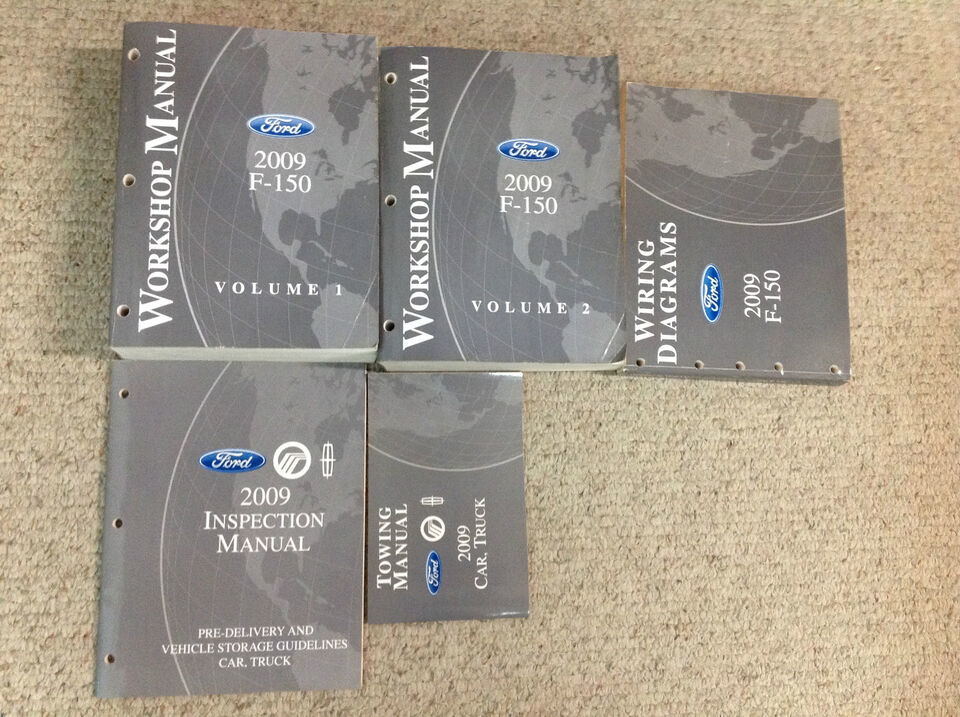 WORKSHOP MANUAL
Ford
2009
F-150
VOLUME 1
WORKSHOP MANUAL
Ford
2009
F-150
VOLUME 2
WIRING
DIAGRAMS
Ford
2009
F-150
Ford
2009
INSPECTION
MANUAL
PRE-DELIVERY AND
VEHICLE STORAGE GUIDELINES
CAR, TRUCK
TOWING
MANUAL
Ford
2009
CAR, TRUCK